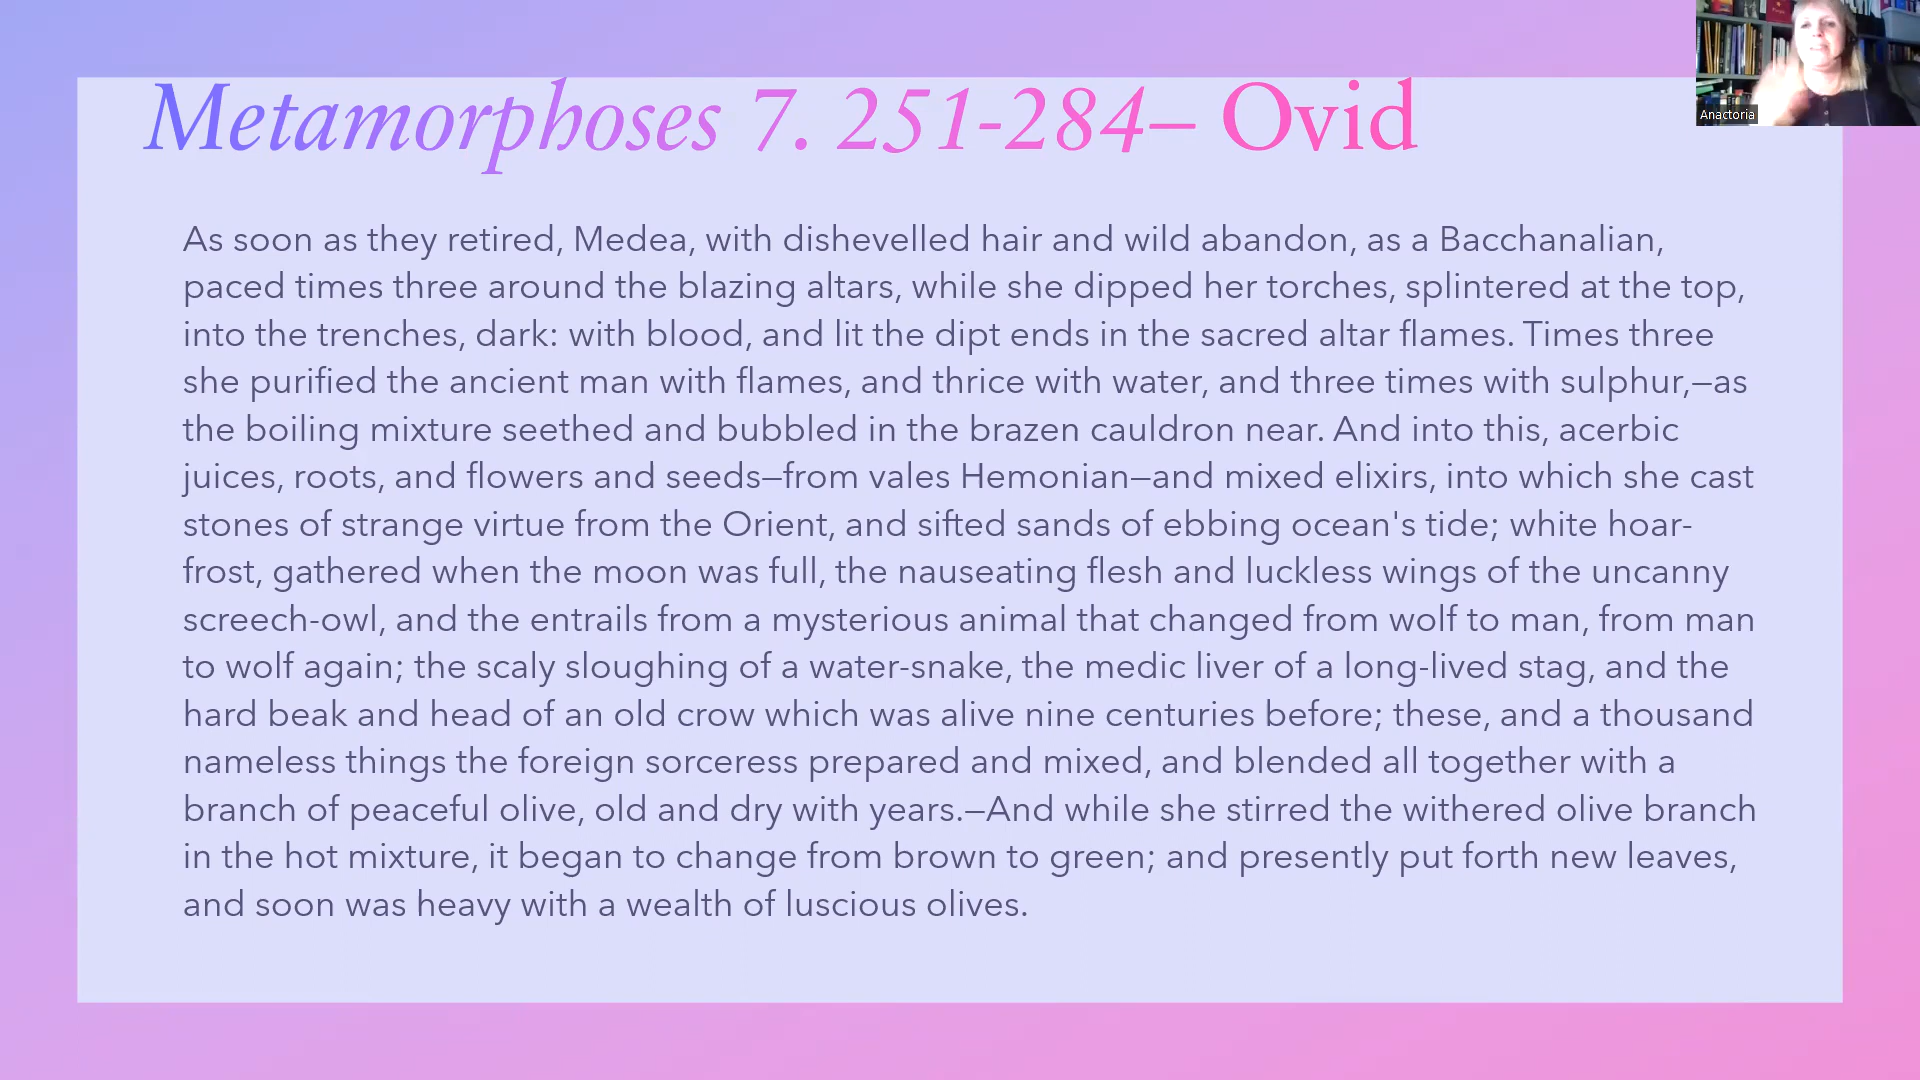 Metamorphoses 7. 251-284– Ovid
Anactoria
As soon as they retired, Medea, with dishevelled hair and wild abandon, as a Bacchanalian,
paced times three around the blazing altars, while she dipped her torches, splintered at the top,
into the trenches, dark: with blood, and lit the dipt ends in the sacred altar flames. Times three
she purified the ancient man with flames, and thrice with water, and three times with sulphur,—as
the boiling mixture seethed and bubbled in the brazen cauldron near. And into this, acerbic
juices, roots, and flowers and seeds—from vales Hemonian—and mixed elixirs, into which she cast
stones of strange virtue from the Orient, and sifted sands of ebbing ocean's tide; white hoar-
frost, gathered when the moon was full, the nauseating flesh and luckless wings of the uncanny
screech-owl, and the entrails from a mysterious animal that changed from wolf to man, from man
to wolf again; the scaly sloughing of a water-snake, the medic liver of a long-lived stag, and the
hard beak and head of an old crow which was alive nine centuries before; these, and a thousand
nameless things the foreign sorceress prepared and mixed, and blended all together with a
branch of peaceful olive, old and dry with years.—And while she stirred the withered olive branch
in the hot mixture, it began to change from brown to green; and presently put forth new leaves,
and soon was heavy with a wealth of luscious olives.